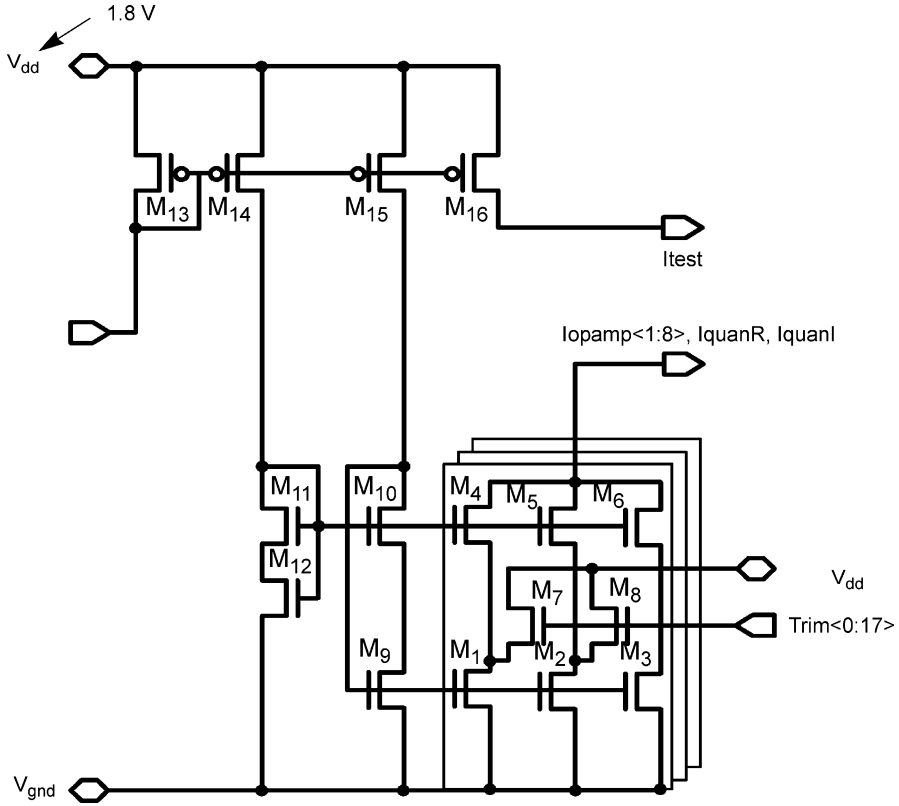 1.8 V
Vdd
M13 M14 M15 M16
Itest
Iopamp<1:8>, IquanR, IquanI
M11 M10 M4 M5 M6
M12
M7 M8
Vdd
Trim<0:17>
M9 M1 M2 M3
Vgnd